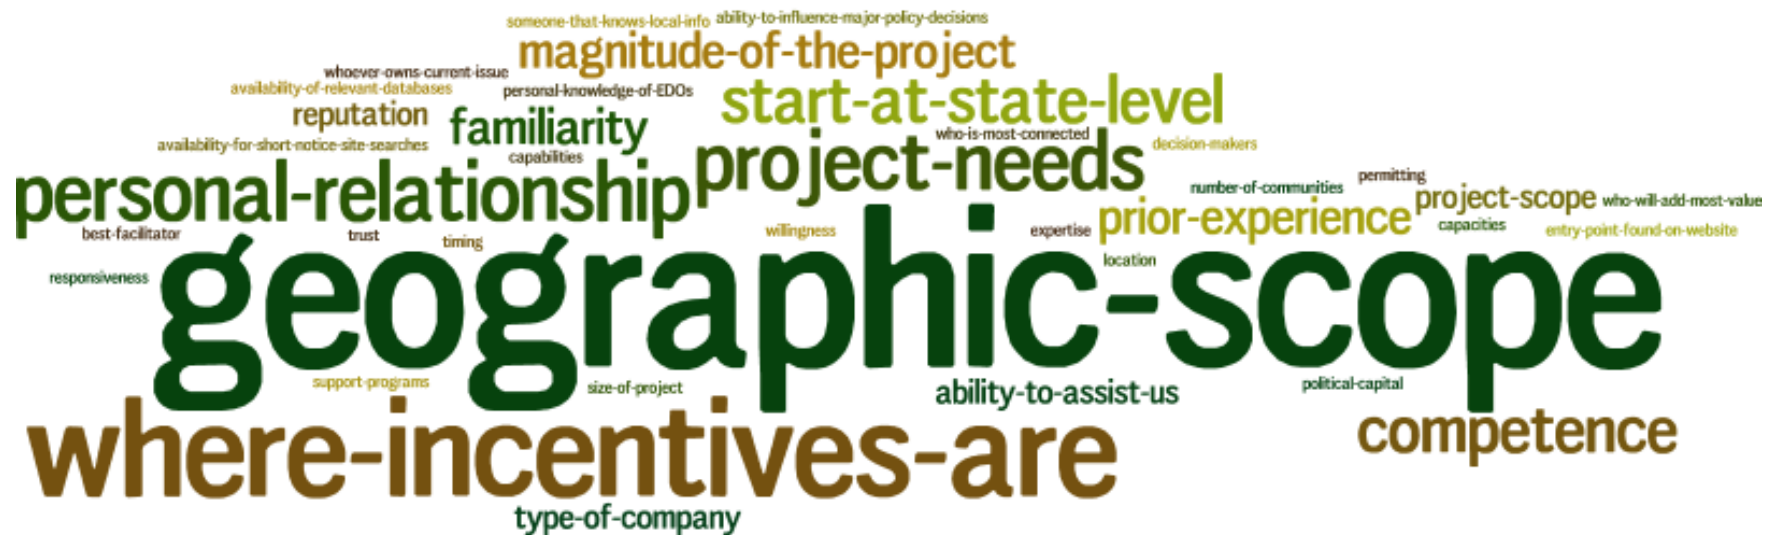 someone-that-knows-local-info ability-to-influence-major-policy-decisions
magnitude-of-the-project
whoever-owns-current-issue
availability-of-relevant-databases personal-knowledge-of-EDOs start-at-state-level
reputation familiarity
who-is-most-connected
availability-for-short-notice-site-searches capabilities project-needs decision-makers
personal-relationship number-of-communities permitting
project-scope who-will-add-most-value
best-facilitator trust timing willingness expertise prior-experience capacities entry-point-found-on-website
location
responsiveness geographic-scope
support-programs size-of-project ability-to-assist-us political-capital
where-incentives-are competence
type-of-company